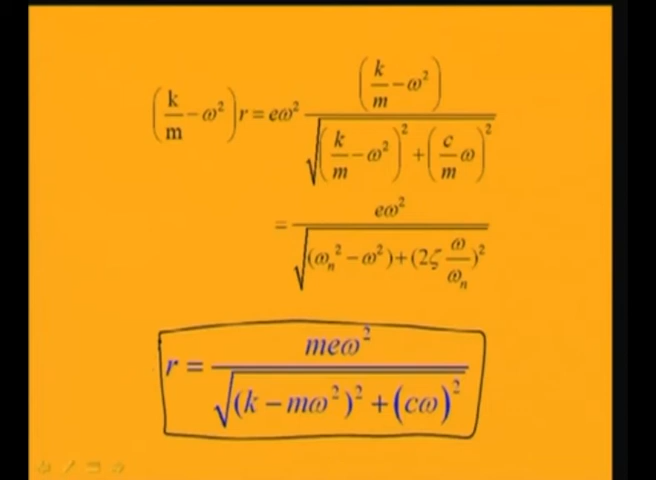 (k/m − ω²) r = eω² (k/m − ω²) / √((k/m − ω²)² + (c/m ω)²)
= eω² / √((ωₙ² − ω²) + (2ζ ω/ωₙ)²)
r = meω² / √((k − mω²)² + (cω)²)